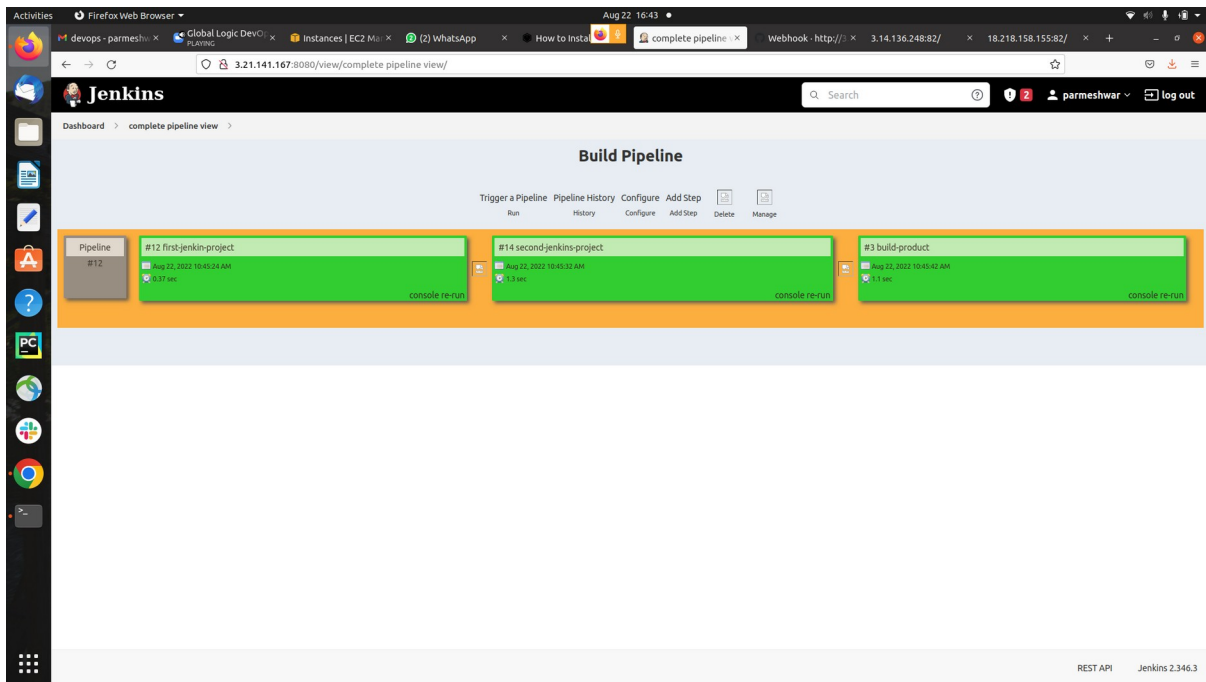 Activities Firefox Web Browser Aug 22 16:43
devops - parmeshw Global Logic DevOp Instances | EC2 Mar (2) WhatsApp How to Instal complete pipeline v Webhook - http://3 3.14.136.248:82/ 18.218.158.155:82/
PLAYING
3.21.141.167:8080/view/complete pipeline view/
Jenkins Search 2 parmeshwar log out
Dashboard complete pipeline view
Build Pipeline
Trigger a Pipeline Pipeline History Configure Add Step
Run History Configure Add Step Delete Manage
Pipeline #12 first-jenkin-project #14 second-jenkins-project #3 build-product
#12 Aug 22, 2022 10:45:24 AM Aug 22, 2022 10:45:32 AM Aug 22, 2022 10:45:42 AM
0.37 sec 1.3 sec 1.1 sec
console re-run console re-run console re-run
PC
REST API Jenkins 2.346.3